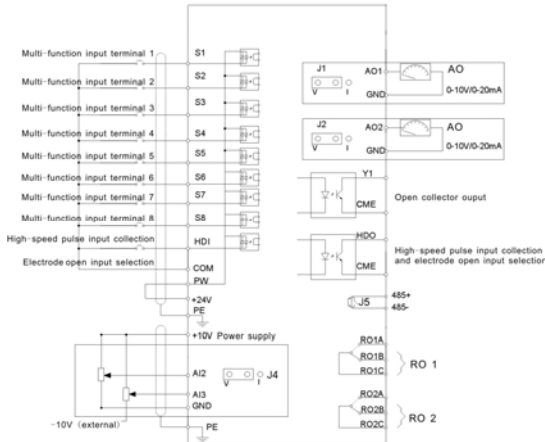 Multi-function input terminal 1
S1
Multi-function input terminal 2
S2
Multi-function input terminal 3
S3
Multi-function input terminal 4
S4
Multi-function input terminal 5
S5
Multi-function input terminal 6
S6
Multi-function input terminal 7
S7
Multi-function input terminal 8
S8
High-speed pulse input collection
HDI
Electrode open input selection
COM
PW
+24V
PE
+10V Power supply
AI2
V
I
J4
AI3
GND
-10V (external)
PE
J1
V
I
AO1
AO
GND
0-10V/0-20mA
J2
V
I
AO2
AO
GND
0-10V/0-20mA
Y1
Open collector ouput
CME
HDO
High-speed pulse input collection
and electrode open input selection
CME
J5
485+
485-
RO1A
RO1B
RO1C
RO 1
RO2A
RO2B
RO2C
RO 2